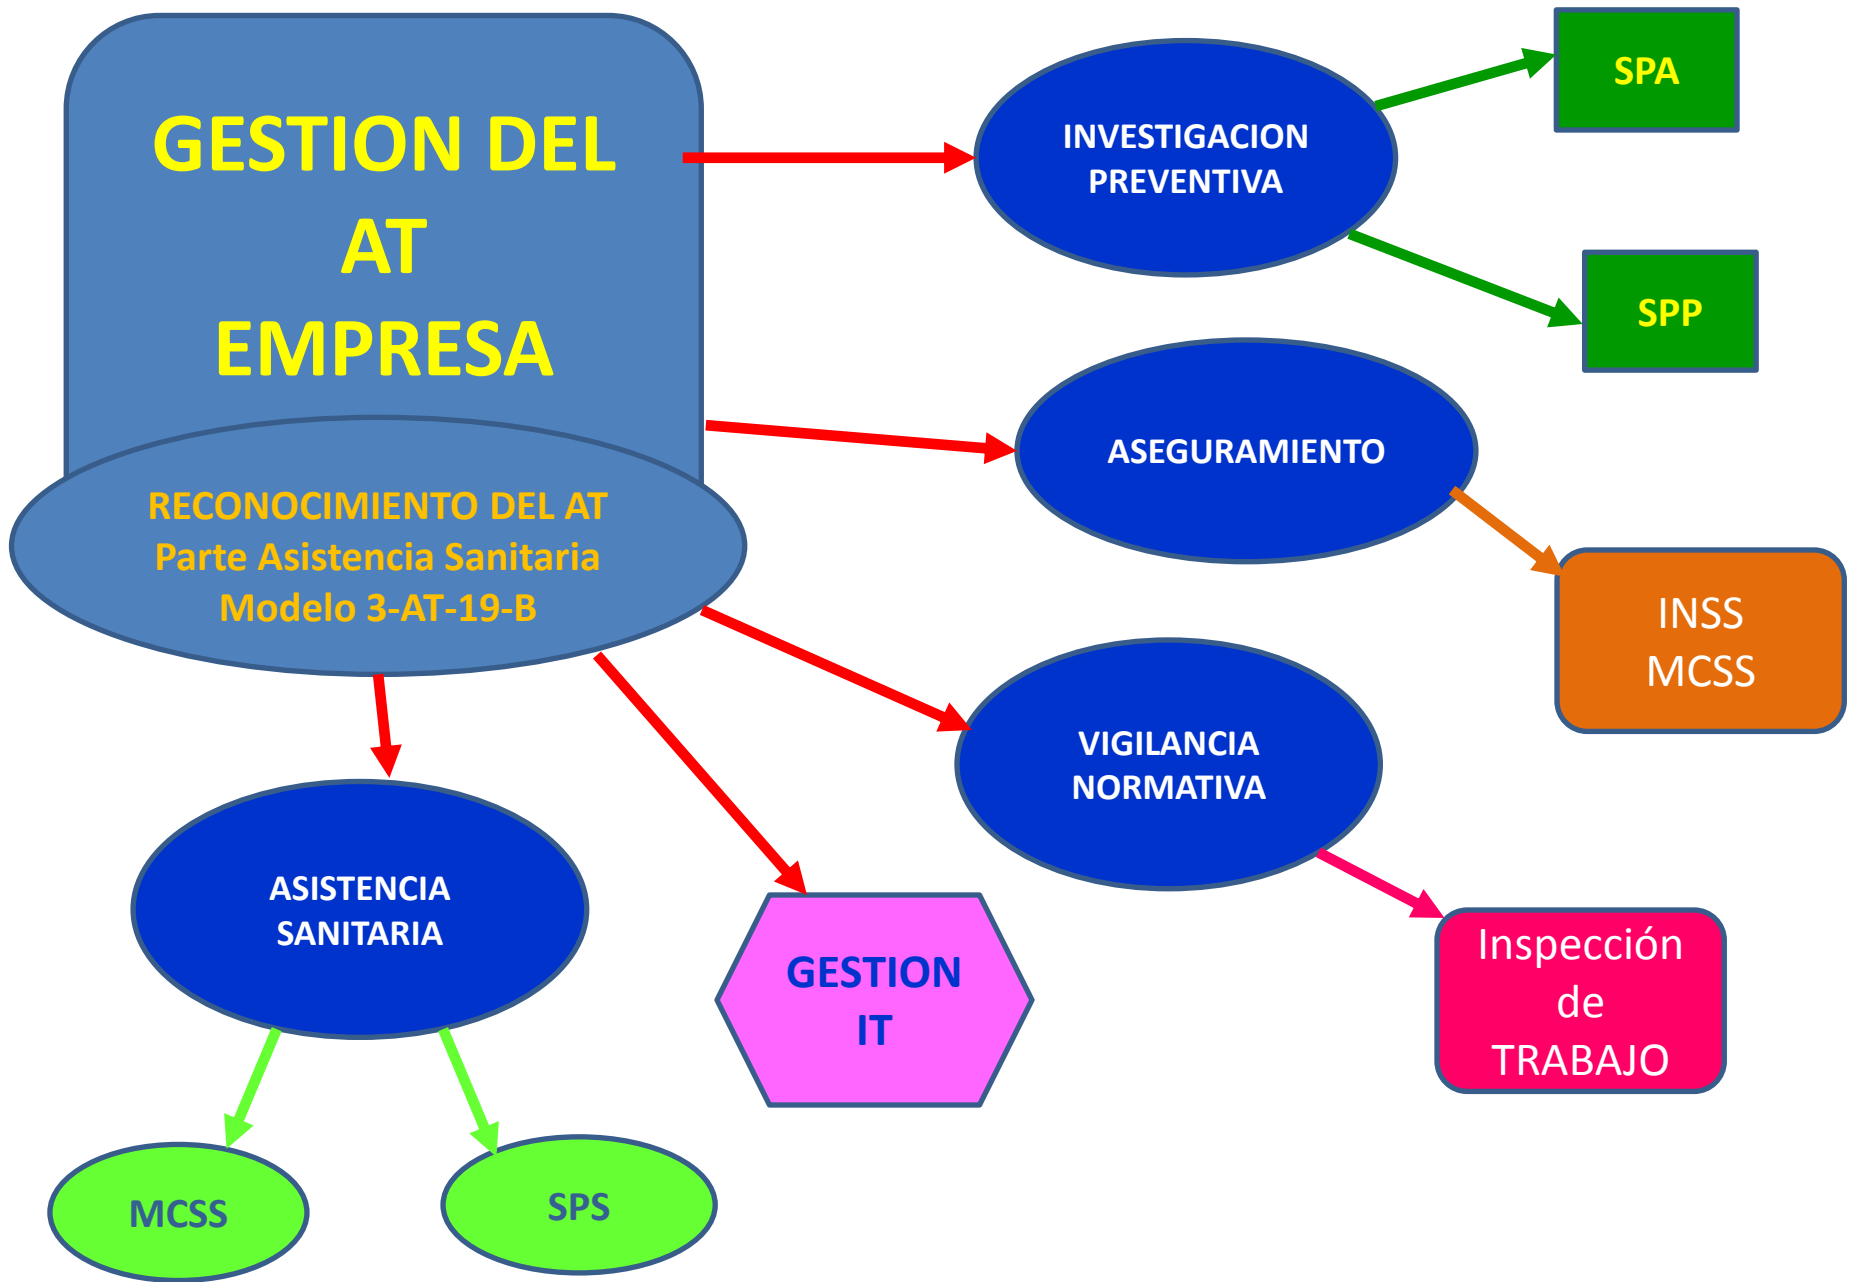 GESTION DEL
AT
EMPRESA
RECONOCIMIENTO DEL AT
Parte Asistencia Sanitaria
Modelo 3-AT-19-B
INVESTIGACION
PREVENTIVA
SPA
SPP
ASEGURAMIENTO
INSS
MCSS
VIGILANCIA
NORMATIVA
Inspección
de
TRABAJO
GESTION
IT
ASISTENCIA
SANITARIA
MCSS
SPS